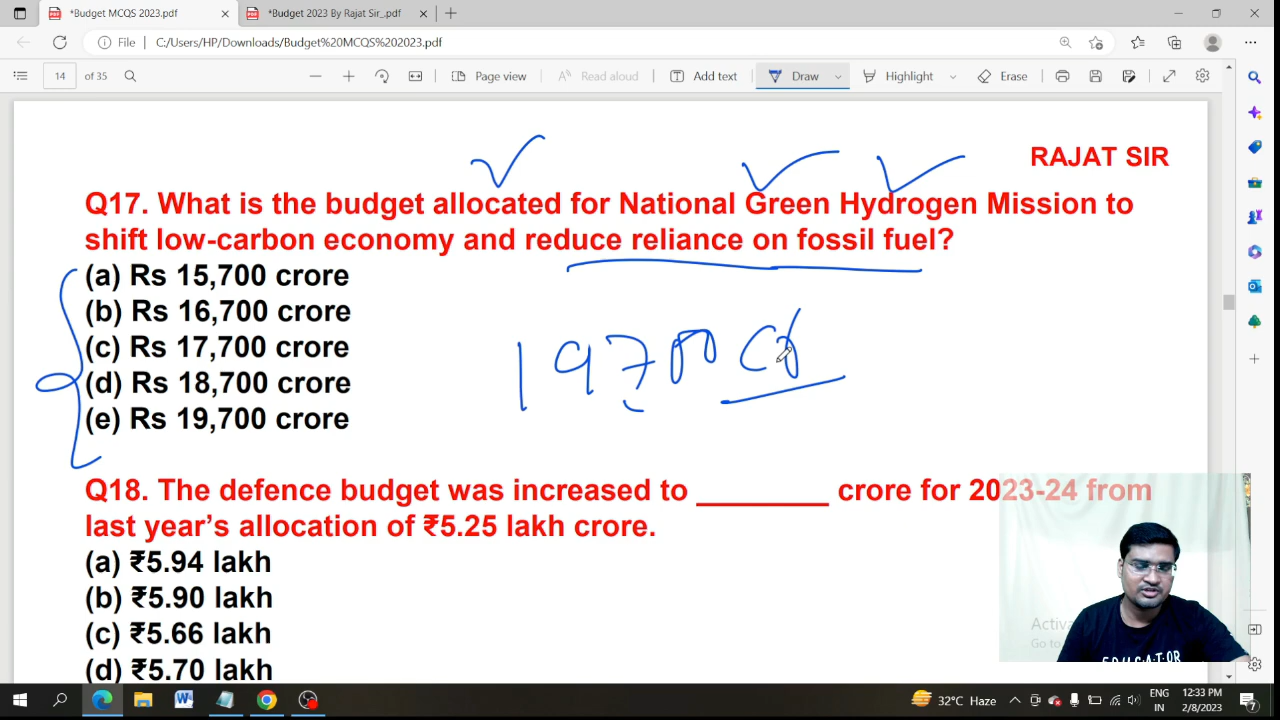 *Budget MCQS 2023.pdf
*Budget 2023 By Rajat Sir_.pdf
File
C:/Users/HP/Downloads/Budget%20MCQS%202023.pdf
14
of 35
Page view
Read aloud
Add text
Draw
Highlight
Erase
RAJAT SIR
Q17. What is the budget allocated for National Green Hydrogen Mission to
shift low-carbon economy and reduce reliance on fossil fuel?
(a) Rs 15,700 crore
(b) Rs 16,700 crore
(c) Rs 17,700 crore
(d) Rs 18,700 crore
(e) Rs 19,700 crore
19700 Cr
Q18. The defence budget was increased to ________ crore for 2023-24 from
last year’s allocation of ₹5.25 lakh crore.
(a) ₹5.94 lakh
(b) ₹5.90 lakh
(c) ₹5.66 lakh
(d) ₹5.70 lakh
Activa
Go to
EDUCATOR
32°C Haze
ENG
IN
12:33 PM
2/8/2023
7